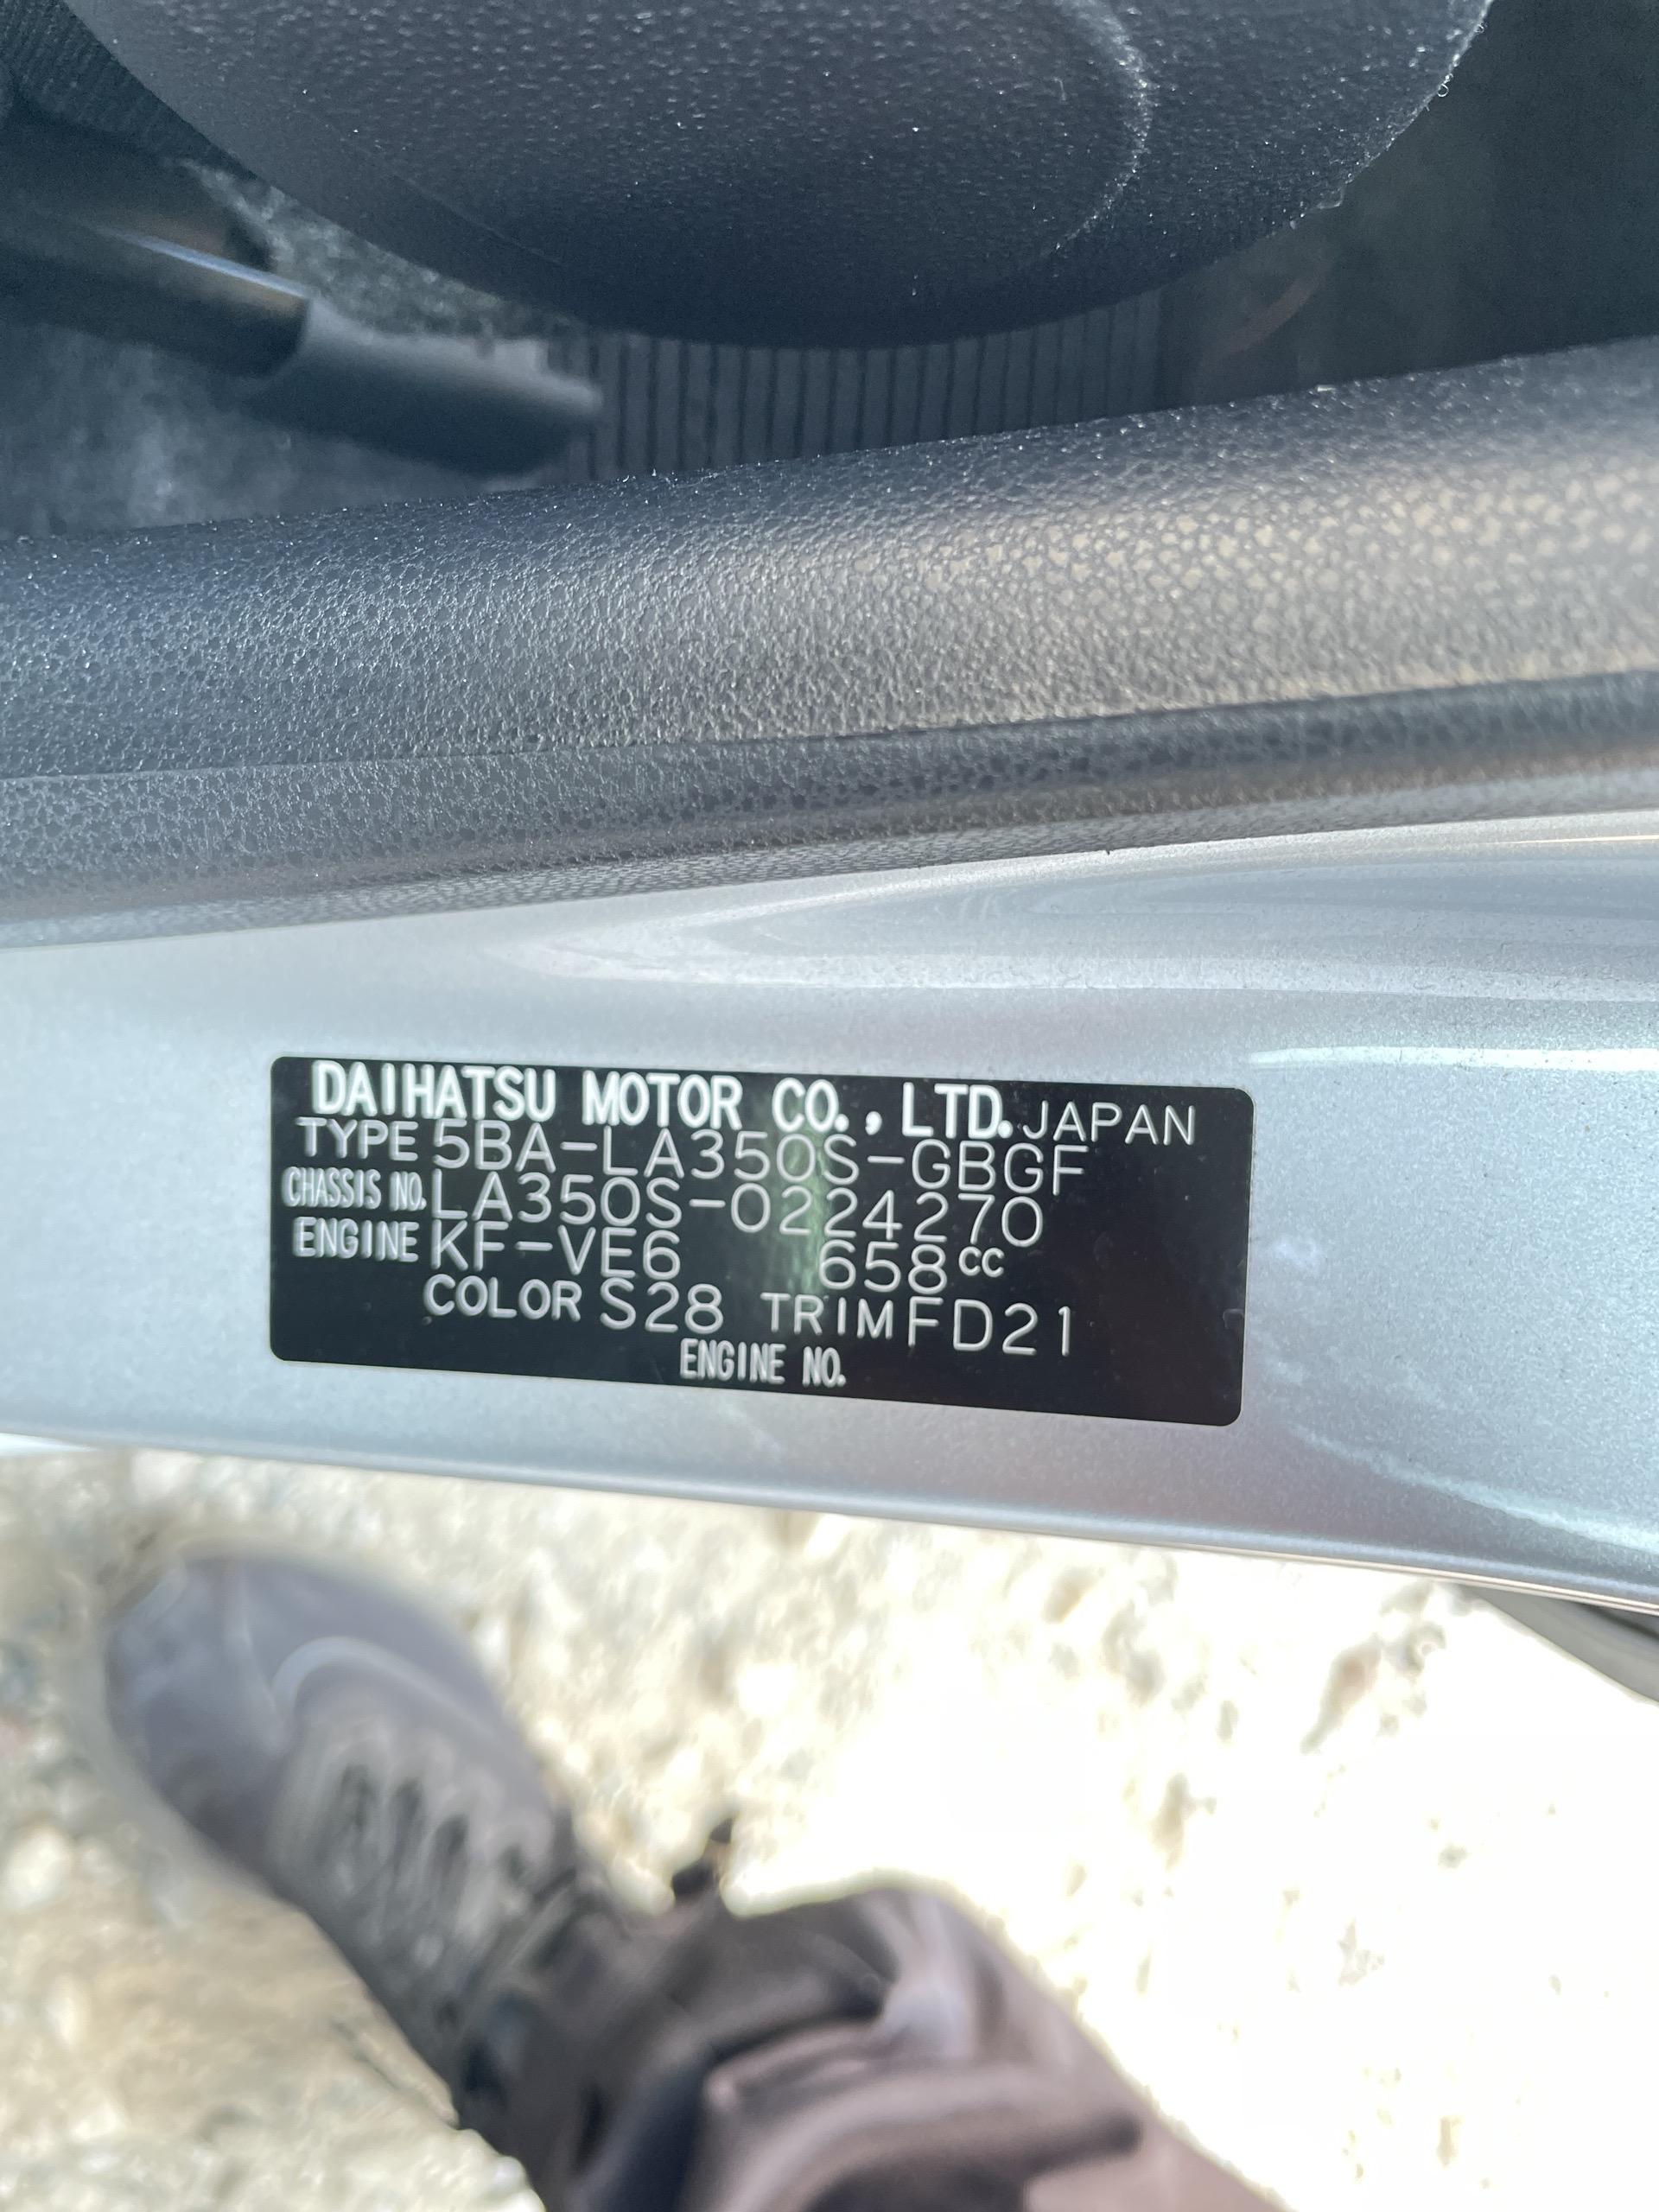 DAIHATSU MOTOR CO., LTD. JAPAN
TYPE 5BA-LA350S-GBGF
CHASSIS NO. LA350S-0224270
ENGINE KF-VE6 658cc
COLOR S28 TRIM FD21
ENGINE NO.